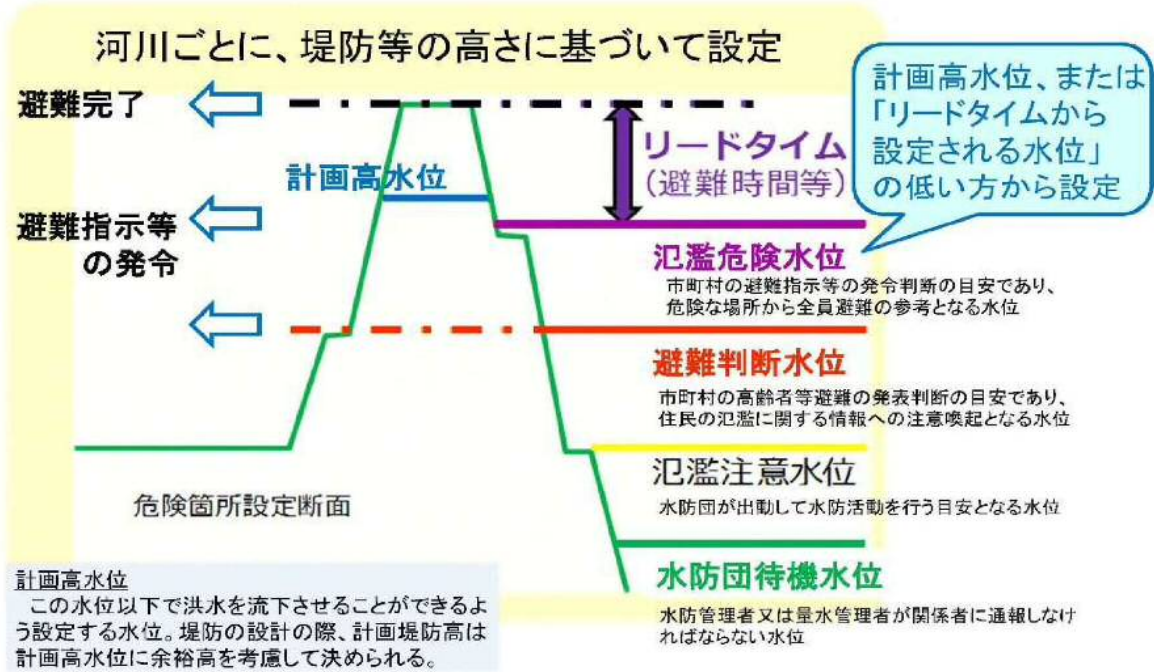 河川ごとに、堤防等の高さに基づいて設定
計画高水位、または
「リードタイムから
設定される水位」
の低い方から設定
避難完了
リードタイム
(避難時間等)
計画高水位
避難指示等
の発令
氾濫危険水位
市町村の避難指示等の発令判断の目安であり、
危険な場所から全員避難の参考となる水位
避難判断水位
市町村の高齢者等避難の発表判断の目安であり、
住民の氾濫に関する情報への注意喚起となる水位
氾濫注意水位
水防団が出動して水防活動を行う目安となる水位
危険箇所設定断面
水防団待機水位
水防管理者又は量水管理者が関係者に通報しなけ
ればならない水位
計画高水位
この水位以下で洪水を流下させることができるよ
う設定する水位。堤防の設計の際、計画堤防高は
計画高水位に余裕高を考慮して決められる。